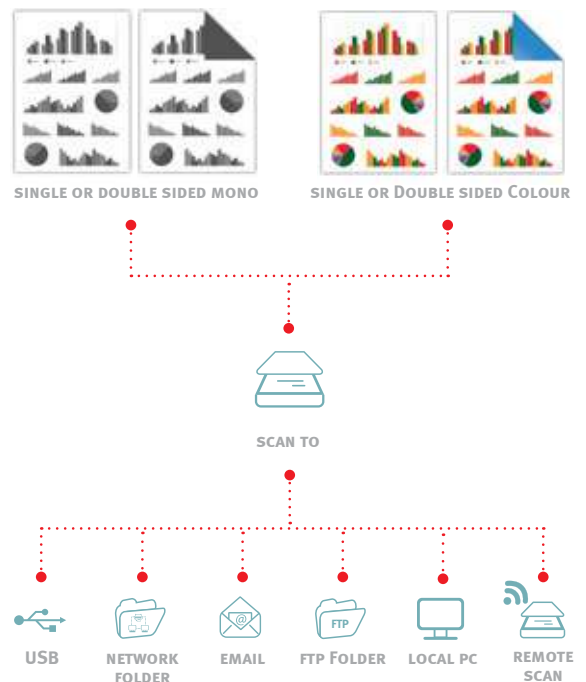 SINGLE OR DOUBLE SIDED MONO
SINGLE OR DOUBLE SIDED COLOUR
SCAN TO
@
FTP
USB
NETWORK
FOLDER
EMAIL
FTP FOLDER
LOCAL PC
REMOTE
SCAN